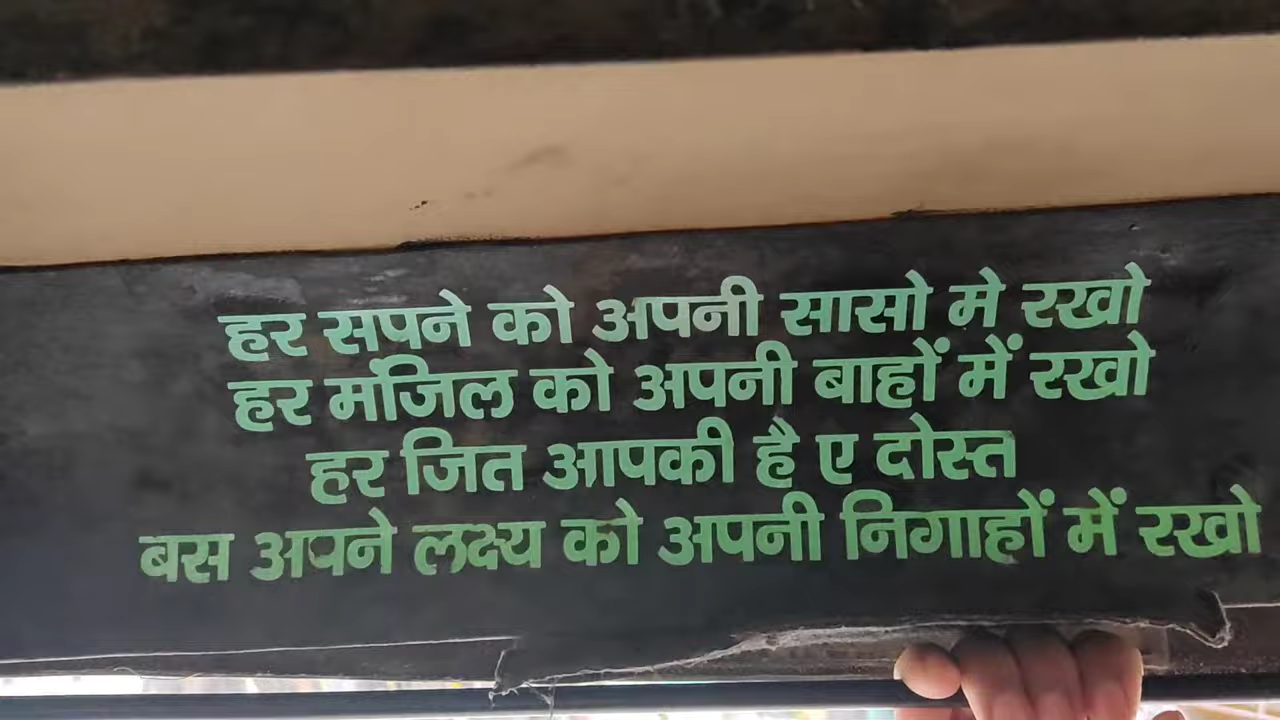 हर सपने को अपनी सासो मे रखो
हर मंजिल को अपनी बाहों में रखो
हर जित आपकी है ए दोस्त
बस अपने लक्ष्य को अपनी निगाहों में रखो